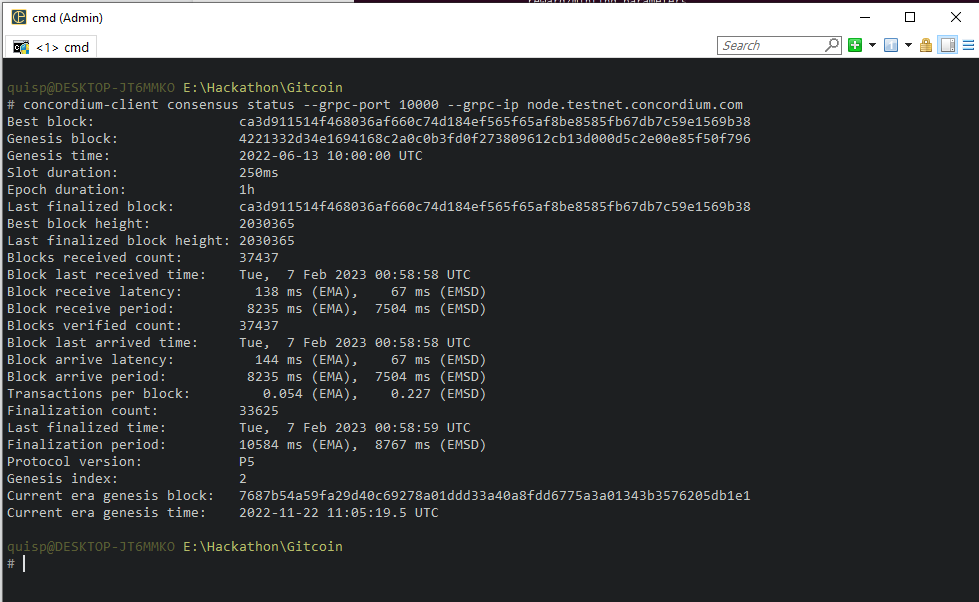 cmd (Admin)
<1> cmd
Search
quisp@DESKTOP-JT6MMKO E:\Hackathon\Gitcoin
# concordium-client consensus status --grpc-port 10000 --grpc-ip node.testnet.concordium.com
Best block: ca3d911514f468036af660c74d184ef565f65af8be8585fb67db7c59e1569b38
Genesis block: 4221332d34e1694168c2a0c0b3fd0f273809612cb13d000d5c2e00e85f50f796
Genesis time: 2022-06-13 10:00:00 UTC
Slot duration: 250ms
Epoch duration: 1h
Last finalized block: ca3d911514f468036af660c74d184ef565f65af8be8585fb67db7c59e1569b38
Best block height: 2030365
Last finalized block height: 2030365
Blocks received count: 37437
Block last received time: Tue, 7 Feb 2023 00:58:58 UTC
Block receive latency: 138 ms (EMA), 67 ms (EMSD)
Block receive period: 8235 ms (EMA), 7504 ms (EMSD)
Blocks verified count: 37437
Block last arrived time: Tue, 7 Feb 2023 00:58:58 UTC
Block arrive latency: 144 ms (EMA), 67 ms (EMSD)
Block arrive period: 8235 ms (EMA), 7504 ms (EMSD)
Transactions per block: 0.054 (EMA), 0.227 (EMSD)
Finalization count: 33625
Last finalized time: Tue, 7 Feb 2023 00:58:59 UTC
Finalization period: 10584 ms (EMA), 8767 ms (EMSD)
Protocol version: P5
Genesis index: 2
Current era genesis block: 7687b54a59fa29d40c69278a01ddd33a40a8fdd6775a3a01343b3576205db1e1
Current era genesis time: 2022-11-22 11:05:19.5 UTC
quisp@DESKTOP-JT6MMKO E:\Hackathon\Gitcoin
#